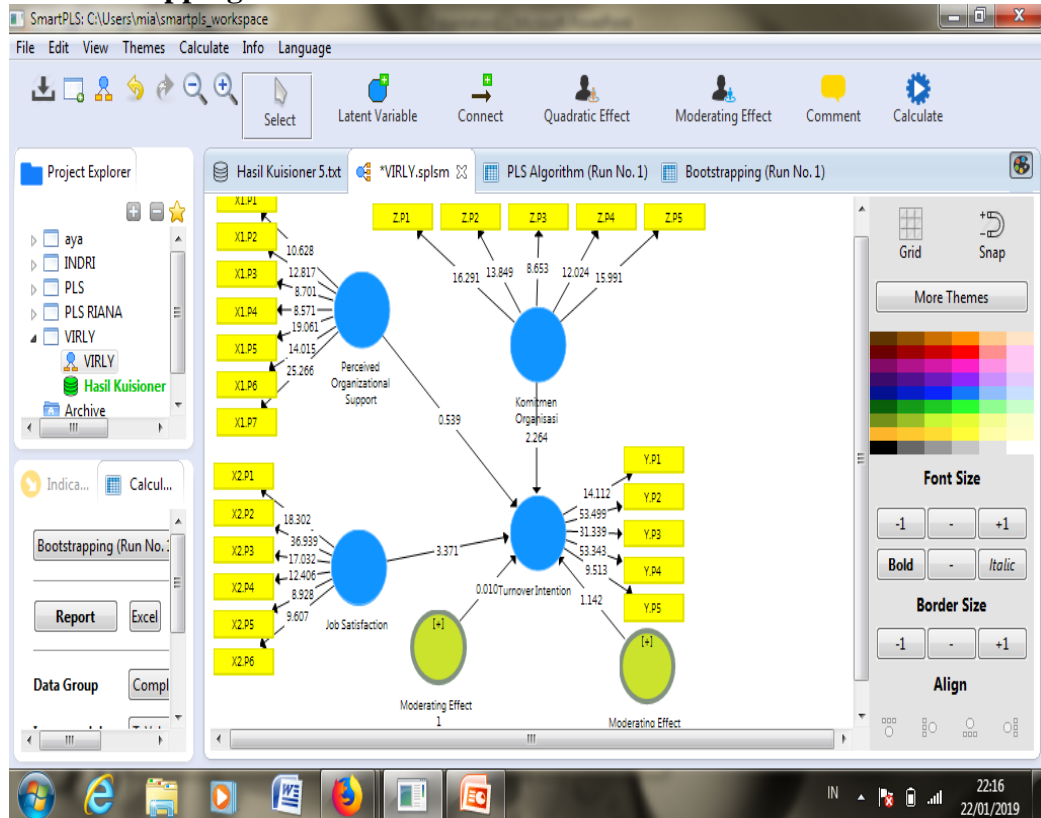 SmartPLS: C:\Users\mia\smartpls_workspace
File Edit View Themes Calculate Info Language
Select
Latent Variable
Connect
Quadratic Effect
Moderating Effect
Comment
Calculate
Project Explorer
aya
INDRI
PLS
PLS RIANA
VIRLY
VIRLY
Hasil Kuisioner
Archive
Indica...
Calcul...
Bootstrapping (Run No.
Report
Excel
Data Group
Compl
Hasil Kuisioner 5.txt
*VIRLY.splsm
PLS Algorithm (Run No. 1)
Bootstrapping (Run No. 1)
X1.P1
X1.P2
X1.P3
X1.P4
X1.P5
X1.P6
X1.P7
10.628
12.817
8.701
8.571
19.061
14.015
25.266
Perceived
Organizational
Support
Z.P1
Z.P2
Z.P3
Z.P4
Z.P5
16.291
13.849
8.653
12.024
15.991
Komitmen
Organisasi
2.264
0.539
X2.P1
X2.P2
X2.P3
X2.P4
X2.P5
X2.P6
18.302
36.939
17.032
12.406
8.928
9.607
Job Satisfaction
3.371
Y.P1
Y.P2
Y.P3
Y.P4
Y.P5
14.112
53.499
31.339
53.343
9.513
Turnover Intention
0.010
1.142
[+]
Moderating Effect
1
[+]
Moderating Effect
Grid
Snap
More Themes
Font Size
-1
-
+1
Bold
-
Italic
Border Size
-1
-
+1
Align
IN
22:16
22/01/2019